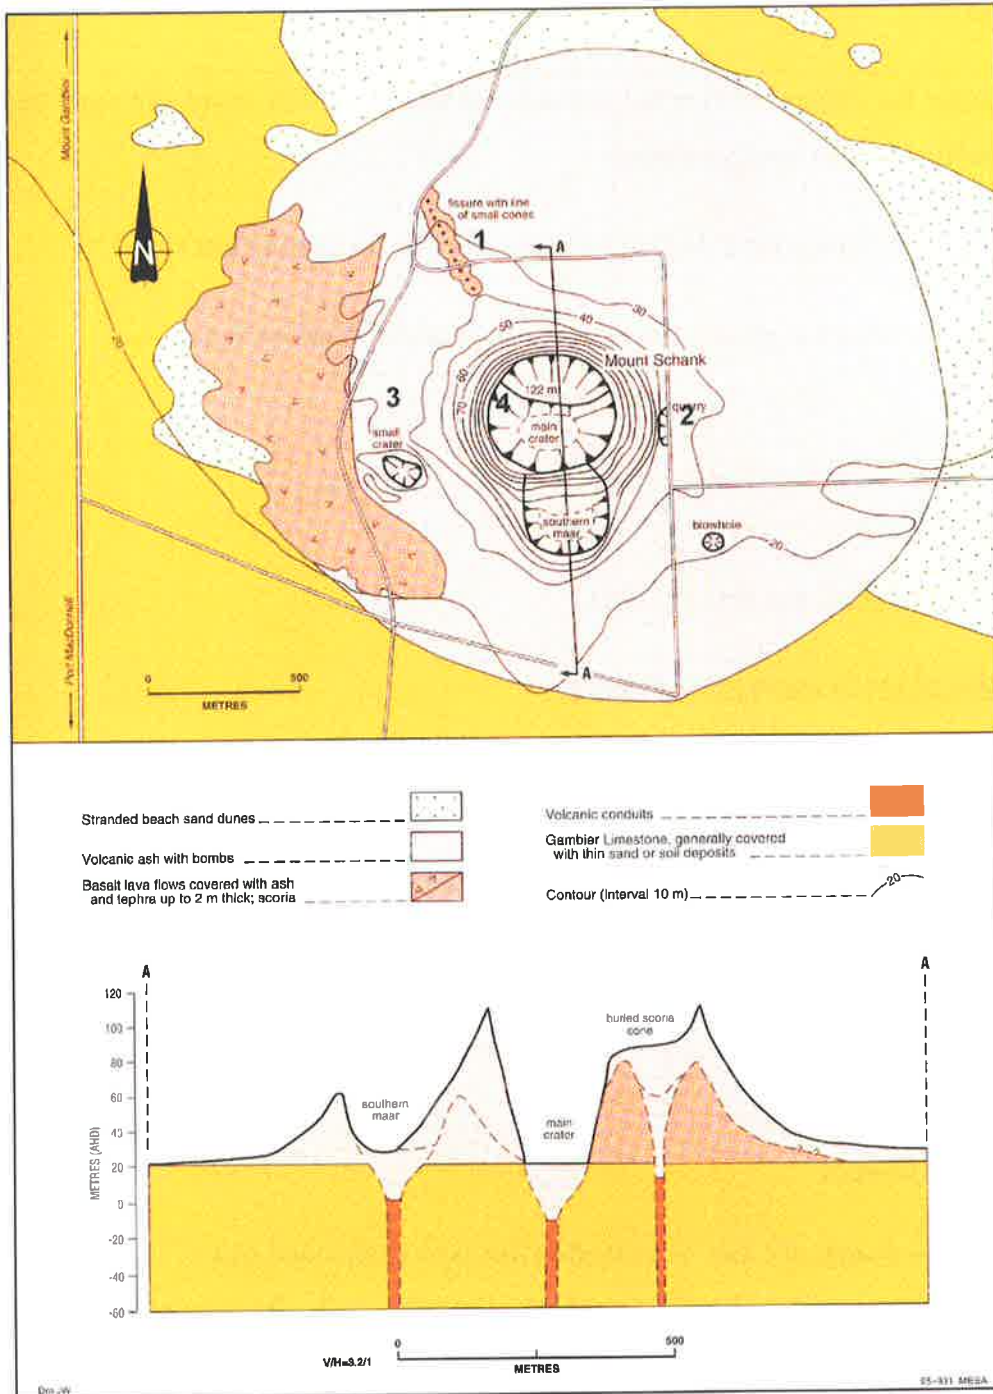 Mount Gambier
N
fissure with line
of small cones
1
A
30
40
50
60
70
20
Mount Schank
122 m
4
main
crater
quarry
2
3
small
crater
southern
maar
blowhole
20
Port MacDonnell
A
0 500
METRES
Stranded beach sand dunes
Volcanic ash with bombs
Basalt lava flows covered with ash
and tephra up to 2 m thick; scoria
Volcanic conduits
Gambier Limestone, generally covered
with thin sand or soil deposits
Contour (Interval 10 m)
20
A A
120
100
80
60
40
20
0
-20
-40
-60
METRES (AHD)
southern
maar
main
crater
buried scoria
cone
0 500
V/H=3.2/1
METRES
95-931 MESA